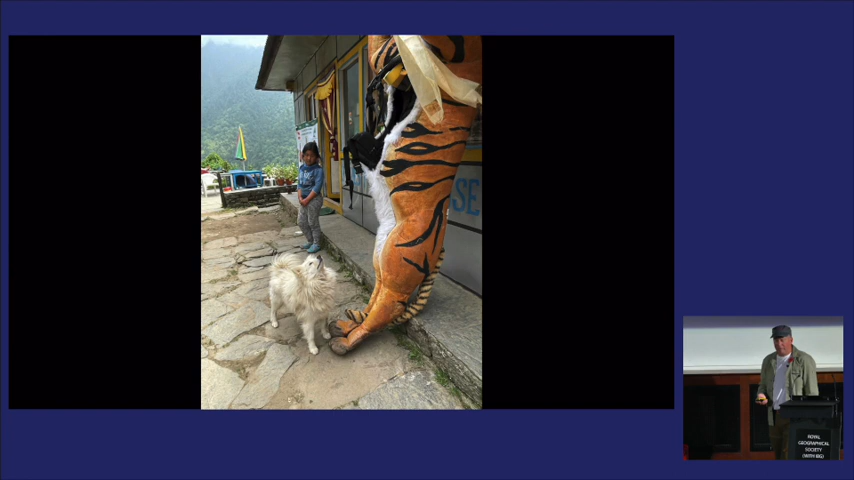 SE
ROYAL
GEOGRAPHICAL
SOCIETY
(WITH IBG)